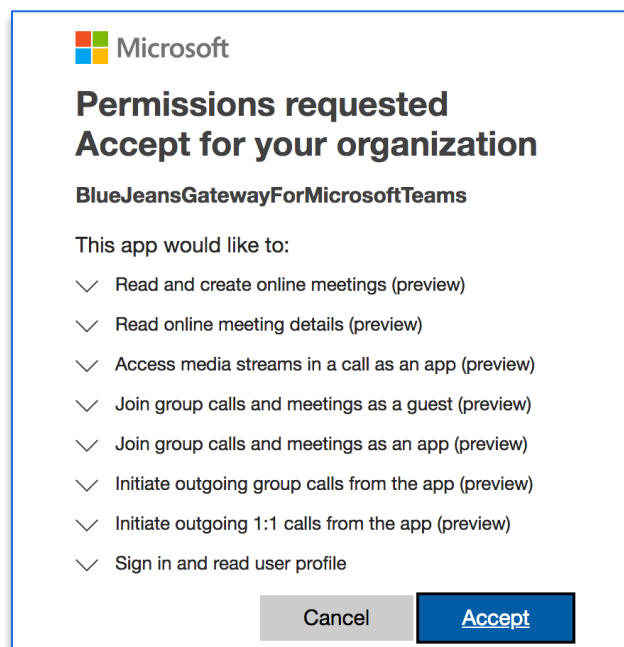 Microsoft
Permissions requested
Accept for your organization
BlueJeansGatewayForMicrosoftTeams
This app would like to:
Read and create online meetings (preview)
Read online meeting details (preview)
Access media streams in a call as an app (preview)
Join group calls and meetings as a guest (preview)
Join group calls and meetings as an app (preview)
Initiate outgoing group calls from the app (preview)
Initiate outgoing 1:1 calls from the app (preview)
Sign in and read user profile
Cancel Accept